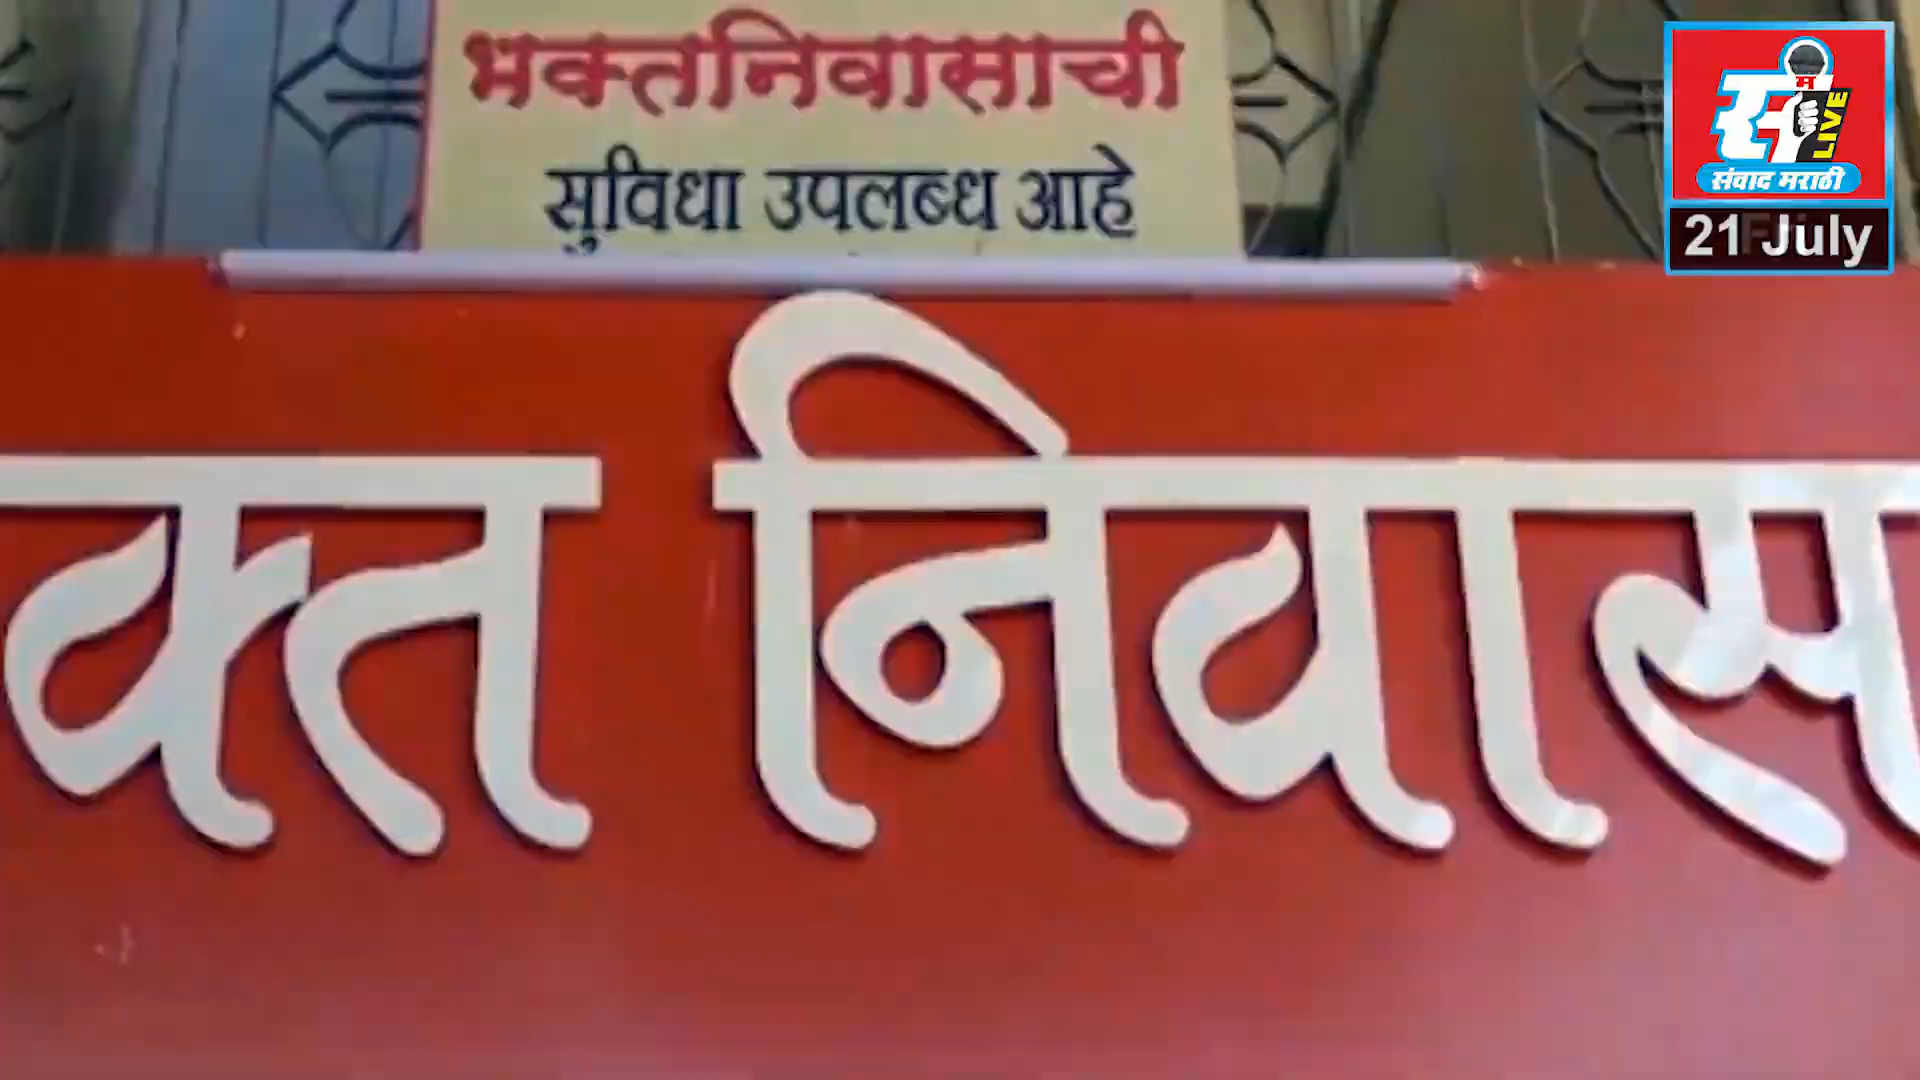 भक्तनिवासाची
सुविधा उपलब्ध आहे
क्त निवास
स
म
LIVE
संवाद मराठी
21 July